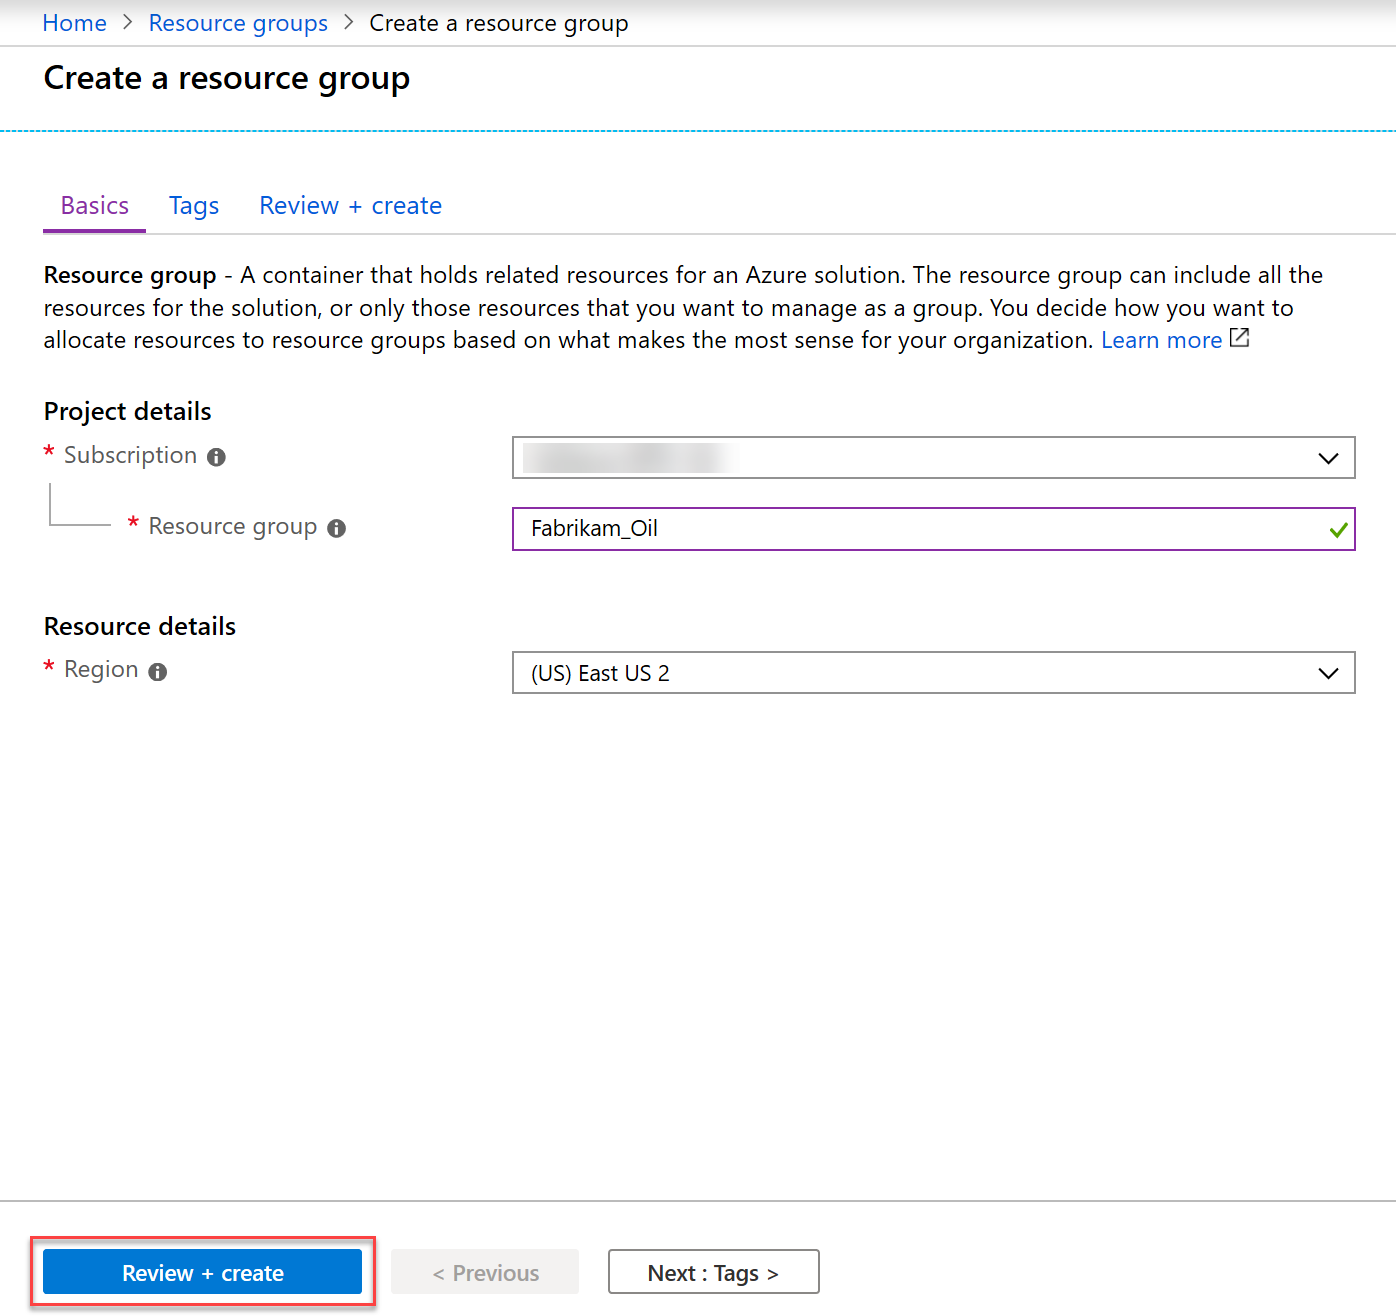 Home > Resource groups > Create a resource group
Create a resource group
Basics Tags Review + create
Resource group - A container that holds related resources for an Azure solution. The resource group can include all the
resources for the solution, or only those resources that you want to manage as a group. You decide how you want to
allocate resources to resource groups based on what makes the most sense for your organization. Learn more
Project details
* Subscription
* Resource group
Fabrikam_Oil
Resource details
* Region
(US) East US 2
Review + create
< Previous
Next : Tags >